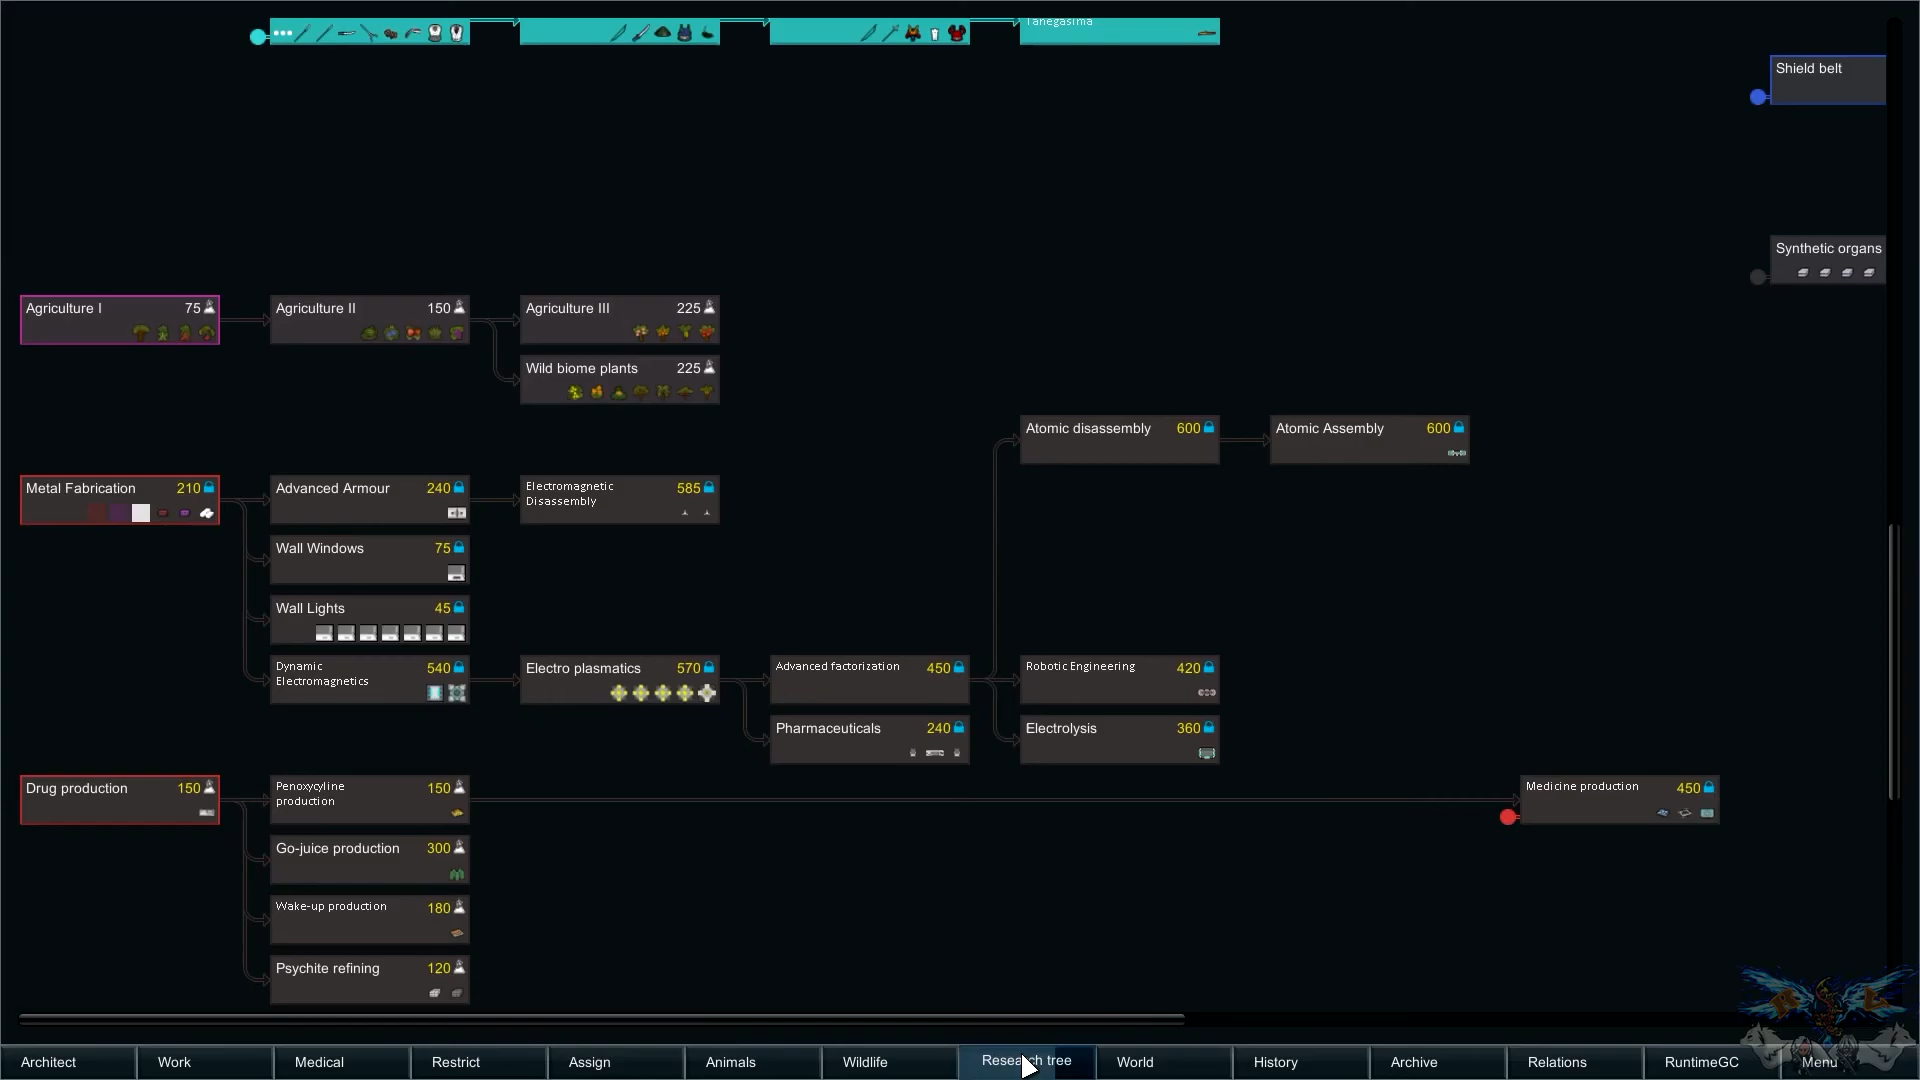 Tanegasima
Shield belt
Synthetic organs
Agriculture I 75
Agriculture II 150
Agriculture III 225
Wild biome plants 225
Atomic disassembly 600
Atomic Assembly 600
Metal Fabrication 210
Advanced Armour 240
Electromagnetic
Disassembly 585
Wall Windows 75
Wall Lights 45
Dynamic
Electromagnetics 540
Electro plasmatics 570
Advanced factorization 450
Robotic Engineering 420
Pharmaceuticals 240
Electrolysis 360
Drug production 150
Penoxycyline
production 150
Medicine production 450
Go-juice production 300
Wake-up production 180
Psychite refining 120
Architect Work Medical Restrict Assign Animals Wildlife Research tree World History Archive Relations RuntimeGC Menu